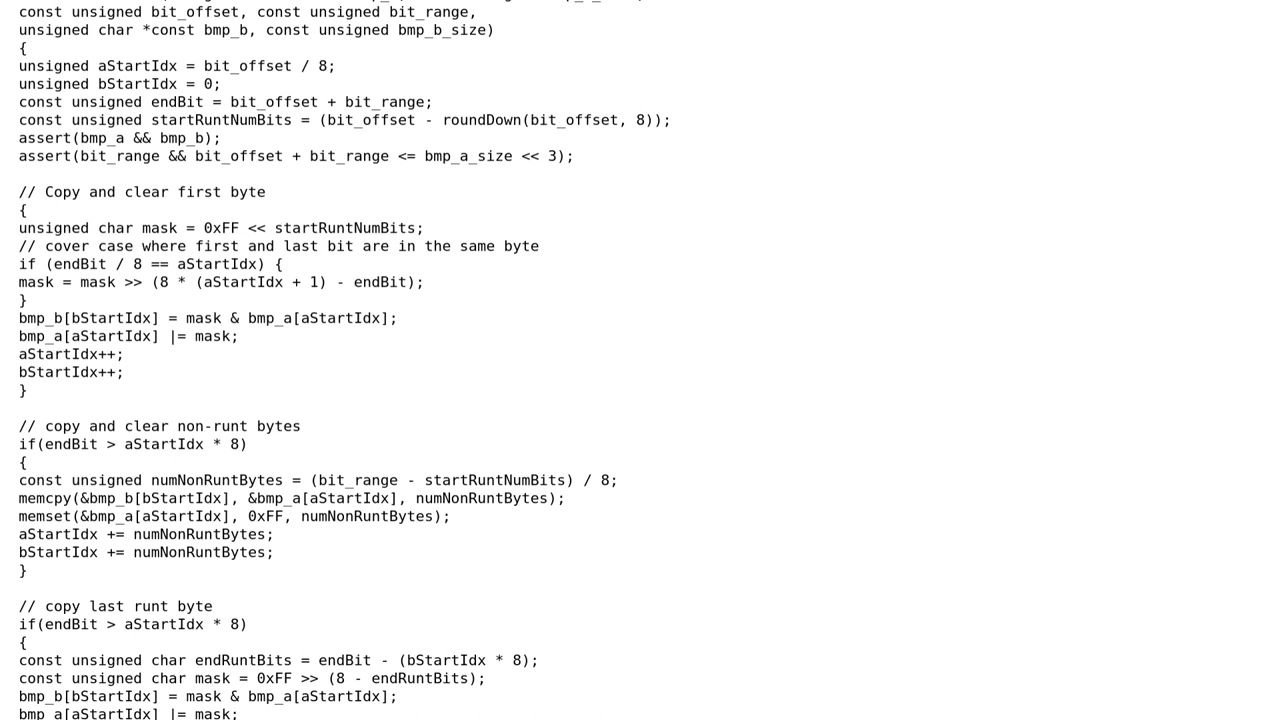 const unsigned bit_offset, const unsigned bit_range,
unsigned char *const bmp_b, const unsigned bmp_b_size)
{
unsigned aStartIdx = bit_offset / 8;
unsigned bStartIdx = 0;
const unsigned endBit = bit_offset + bit_range;
const unsigned startRuntNumBits = (bit_offset - roundDown(bit_offset, 8));
assert(bmp_a && bmp_b);
assert(bit_range && bit_offset + bit_range <= bmp_a_size << 3);

// Copy and clear first byte
{
unsigned char mask = 0xFF << startRuntNumBits;
// cover case where first and last bit are in the same byte
if (endBit / 8 == aStartIdx) {
mask = mask >> (8 * (aStartIdx + 1) - endBit);
}
bmp_b[bStartIdx] = mask & bmp_a[aStartIdx];
bmp_a[aStartIdx] |= mask;
aStartIdx++;
bStartIdx++;
}

// copy and clear non-runt bytes
if(endBit > aStartIdx * 8)
{
const unsigned numNonRuntBytes = (bit_range - startRuntNumBits) / 8;
memcpy(&bmp_b[bStartIdx], &bmp_a[aStartIdx], numNonRuntBytes);
memset(&bmp_a[aStartIdx], 0xFF, numNonRuntBytes);
aStartIdx += numNonRuntBytes;
bStartIdx += numNonRuntBytes;
}

// copy last runt byte
if(endBit > aStartIdx * 8)
{
const unsigned char endRuntBits = endBit - (bStartIdx * 8);
const unsigned char mask = 0xFF >> (8 - endRuntBits);
bmp_b[bStartIdx] = mask & bmp_a[aStartIdx];
bmp_a[aStartIdx] |= mask;